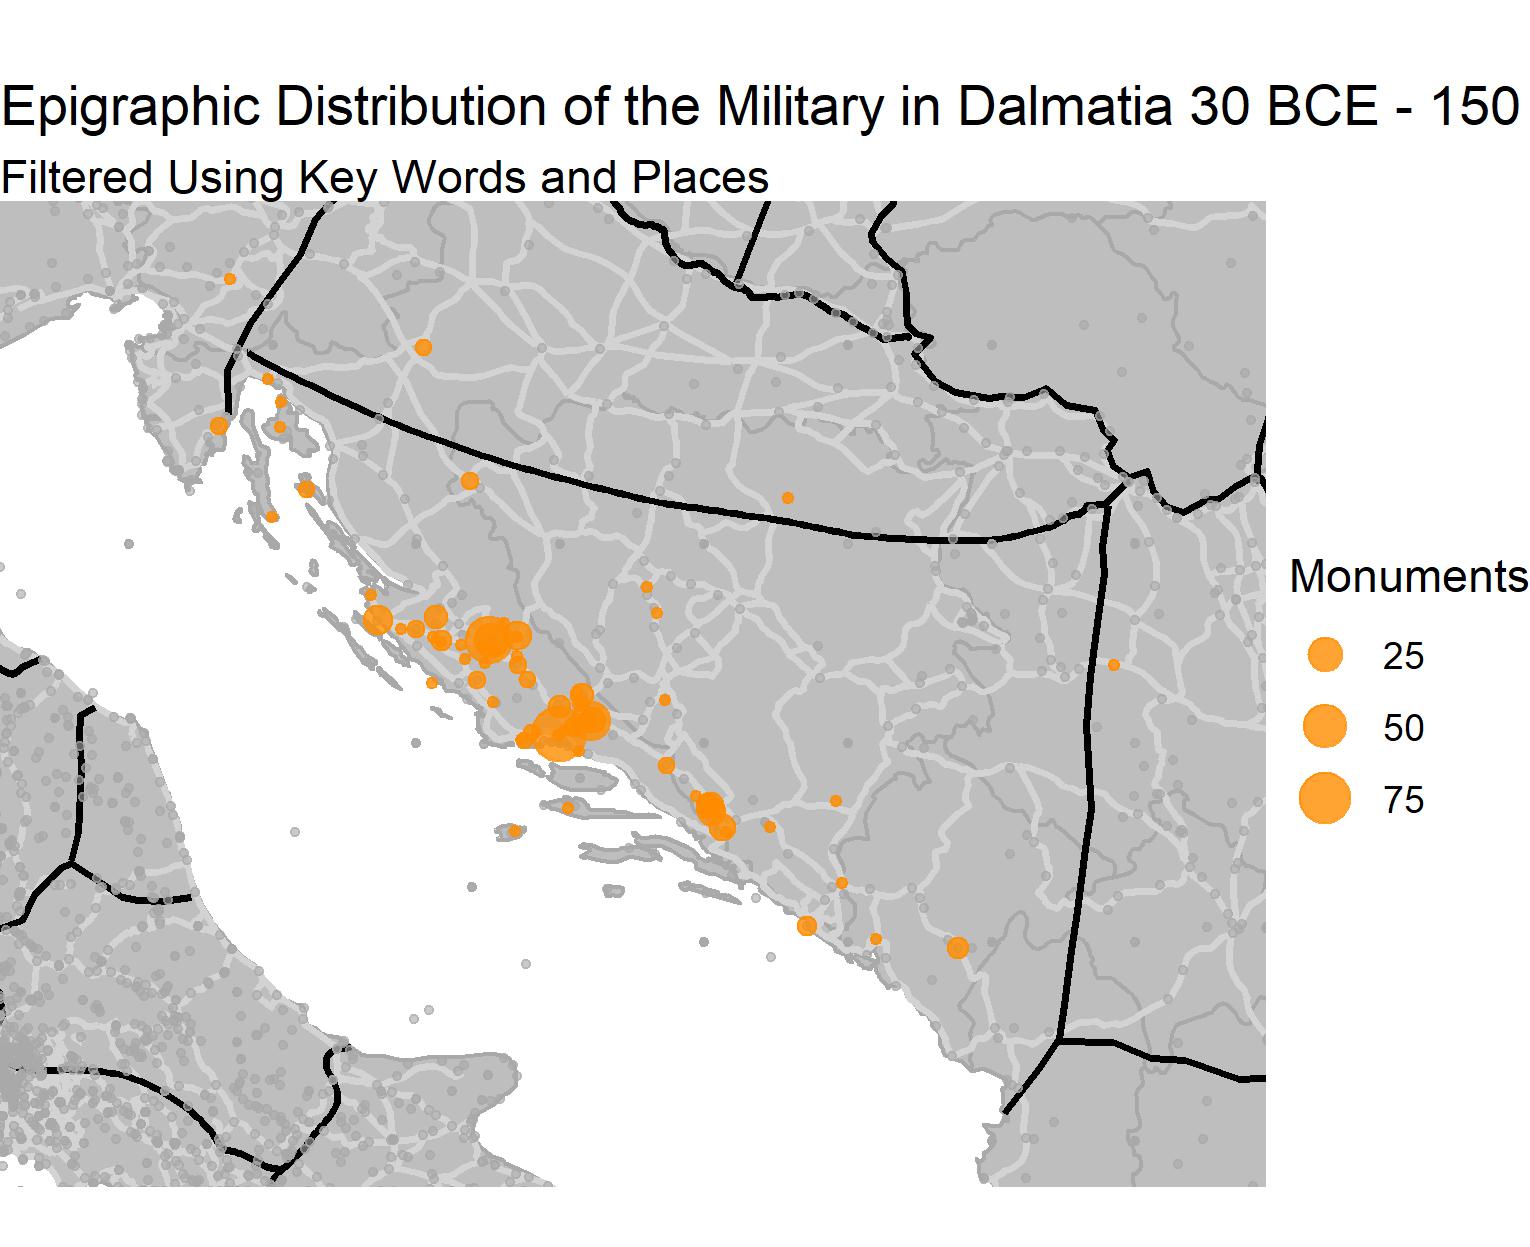 Epigraphic Distribution of the Military in Dalmatia 30 BCE - 150
Filtered Using Key Words and Places
Monuments
25
50
75